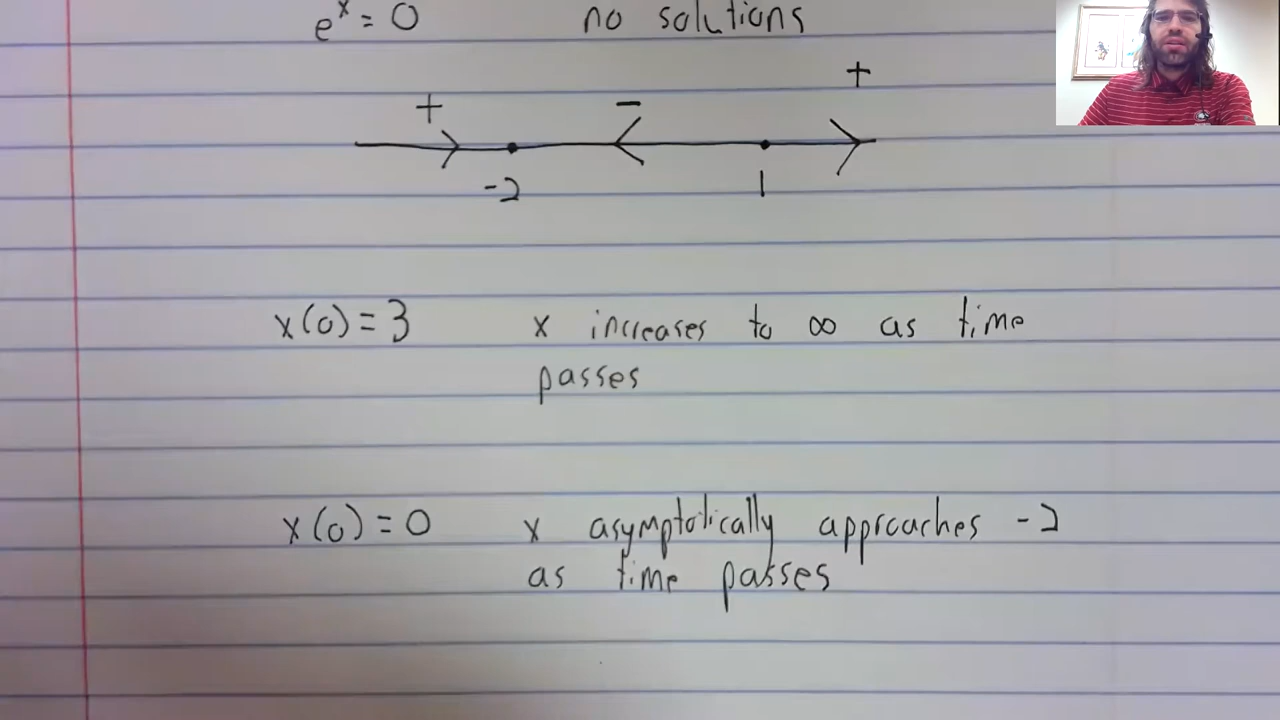 e^x = 0 no solutions
+ - +
-2 1
x(0) = 3 x increases to ∞ as time
passes
x(0) = 0 x asymptotically approaches -2
as time passes